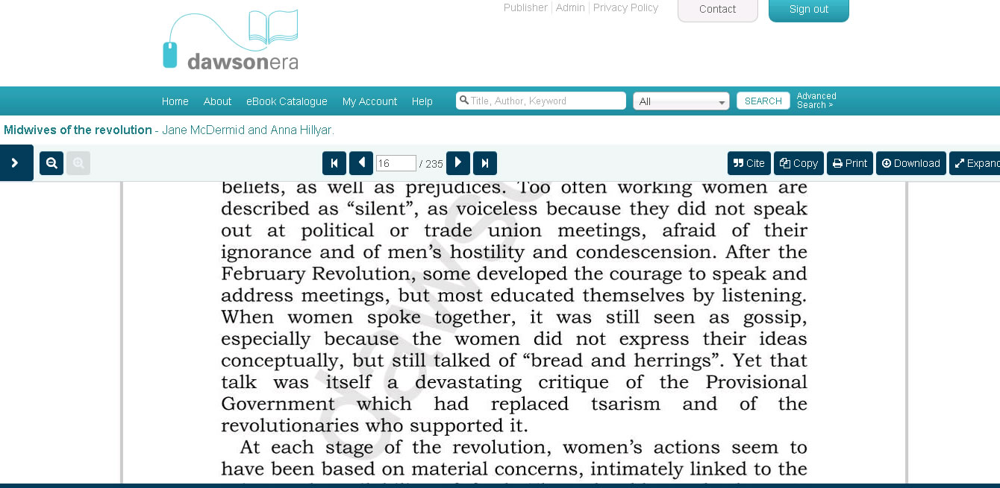 Publisher Admin Privacy Policy Contact Sign out
dawsonera
Home About eBook Catalogue My Account Help Title, Author, Keyword All SEARCH Advanced
Search >
Midwives of the revolution - Jane McDermid and Anna Hillyar.
16 / 235 Cite Copy Print Download Expand
beliefs, as well as prejudices. Too often working women are
described as “silent”, as voiceless because they did not speak
out at political or trade union meetings, afraid of their
ignorance and of men’s hostility and condescension. After the
February Revolution, some developed the courage to speak and
address meetings, but most educated themselves by listening.
When women spoke together, it was still seen as gossip,
especially because the women did not express their ideas
conceptually, but still talked of “bread and herrings”. Yet that
talk was itself a devastating critique of the Provisional
Government which had replaced tsarism and of the
revolutionaries who supported it.
At each stage of the revolution, women’s actions seem to
have been based on material concerns, intimately linked to the